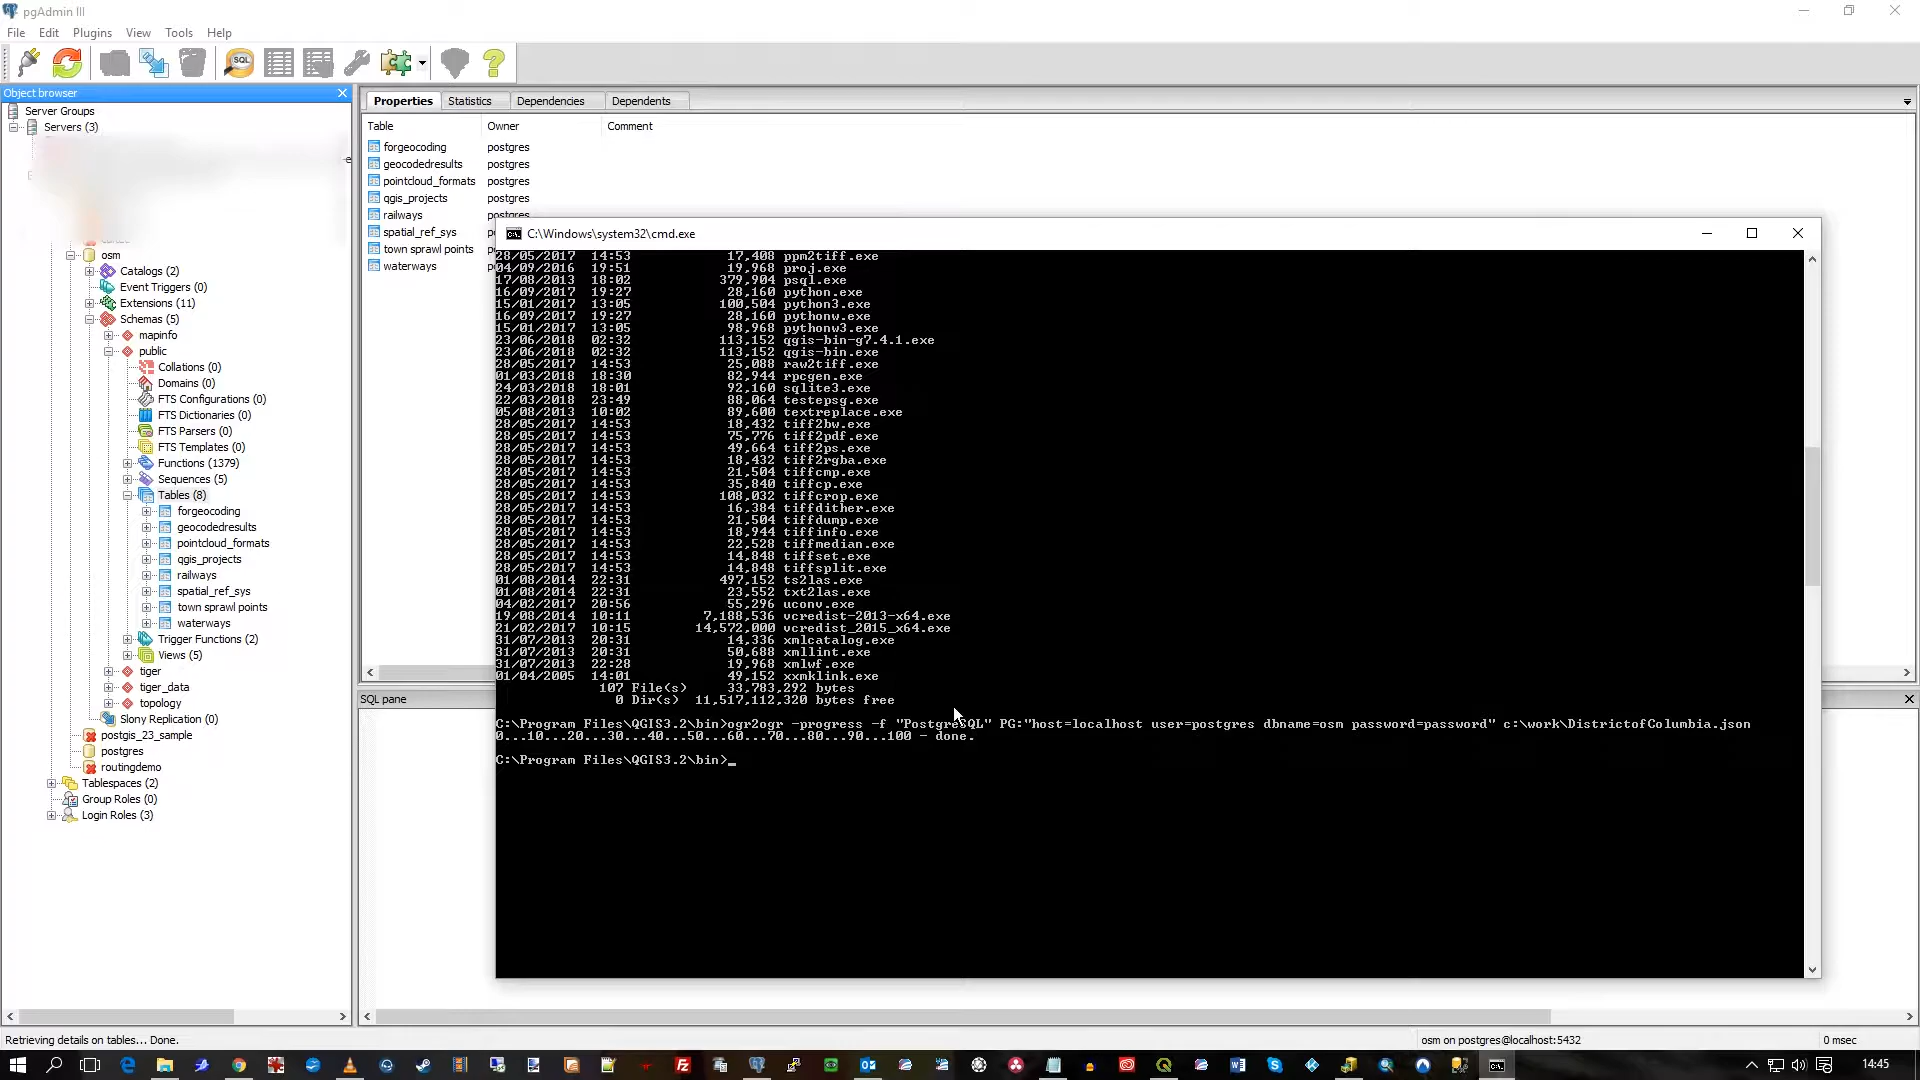 pgAdmin III
File Edit Plugins View Tools Help
SQL
Object browser
Server Groups
Servers (3)
osm
Catalogs (2)
Event Triggers (0)
Extensions (11)
Schemas (5)
mapinfo
public
Collations (0)
Domains (0)
FTS Configurations (0)
FTS Dictionaries (0)
FTS Parsers (0)
FTS Templates (0)
Functions (1379)
Sequences (5)
Tables (8)
forgeocoding
geocodedresults
pointcloud_formats
qgis_projects
railways
spatial_ref_sys
town sprawl points
waterways
Trigger Functions (2)
Views (5)
tiger
tiger_data
topology
Slony Replication (0)
postgis_23_sample
postgres
routingdemo
Tablespaces (2)
Group Roles (0)
Login Roles (3)
Properties Statistics Dependencies Dependents
Table Owner Comment
forgeocoding postgres
geocodedresults postgres
pointcloud_formats postgres
qgis_projects postgres
railways postgres
spatial_ref_sys
town sprawl points
waterways
SQL pane
C:\Windows\system32\cmd.exe
28/05/2017 14:53 17,408 ppm2tiff.exe
04/09/2016 19:51 19,968 proj.exe
17/08/2013 18:02 379,904 psql.exe
16/09/2017 19:27 28,160 python.exe
15/01/2017 13:05 100,504 python3.exe
16/09/2017 19:27 28,160 pythonw.exe
15/01/2017 13:05 98,968 pythonw3.exe
23/06/2018 02:32 113,152 qgis-bin-g7.4.1.exe
23/06/2018 02:32 113,152 qgis-bin.exe
28/05/2017 14:53 25,088 raw2tiff.exe
01/03/2018 18:30 82,944 rpcgen.exe
24/03/2018 18:01 92,160 sqlite3.exe
22/03/2018 23:49 88,064 testepsg.exe
05/08/2013 10:02 89,600 textreplace.exe
28/05/2017 14:53 18,432 tiff2bw.exe
28/05/2017 14:53 75,776 tiff2pdf.exe
28/05/2017 14:53 49,664 tiff2ps.exe
28/05/2017 14:53 18,432 tiff2rgba.exe
28/05/2017 14:53 21,504 tiffcmp.exe
28/05/2017 14:53 35,840 tiffcp.exe
28/05/2017 14:53 108,032 tiffcrop.exe
28/05/2017 14:53 16,384 tiffdither.exe
28/05/2017 14:53 21,504 tiffdump.exe
28/05/2017 14:53 18,944 tiffinfo.exe
28/05/2017 14:53 22,528 tiffmedian.exe
28/05/2017 14:53 14,848 tiffset.exe
28/05/2017 14:53 14,848 tiffsplit.exe
01/08/2014 22:31 497,152 ts2las.exe
01/08/2014 22:31 23,552 txt2las.exe
04/02/2017 20:56 55,296 uconv.exe
19/08/2014 10:11 7,188,536 vcredist-2013-x64.exe
21/02/2017 10:15 14,572,000 vcredist_2015_x64.exe
31/07/2013 20:31 14,336 xmlcatalog.exe
31/07/2013 20:31 50,688 xmllint.exe
31/07/2013 22:28 19,968 xmlwf.exe
01/04/2005 14:01 49,152 xxmklink.exe
107 File(s) 33,783,292 bytes
0 Dir(s) 11,517,112,320 bytes free
C:\Program Files\QGIS3.2\bin>ogr2ogr -progress -f "PostgreSQL" PG:"host=localhost user=postgres dbname=osm password=password" c:\work\DistrictofColumbia.json
0...10...20...30...40...50...60...70...80...90...100 - done.
C:\Program Files\QGIS3.2\bin>_
Retrieving details on tables... Done.
osm on postgres@localhost:5432
0 msec
14:45